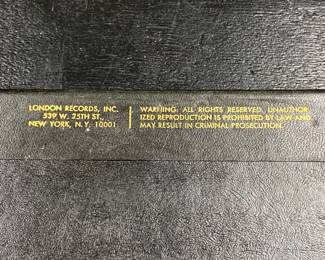 LONDON RECORDS, INC.
539 W. 25TH ST.,
NEW YORK, N.Y. 10001
WARNING: ALL RIGHTS RESERVED. UNAUTHOR-
IZED REPRODUCTION IS PROHIBITED BY LAW AND
MAY RESULT IN CRIMINAL PROSECUTION.